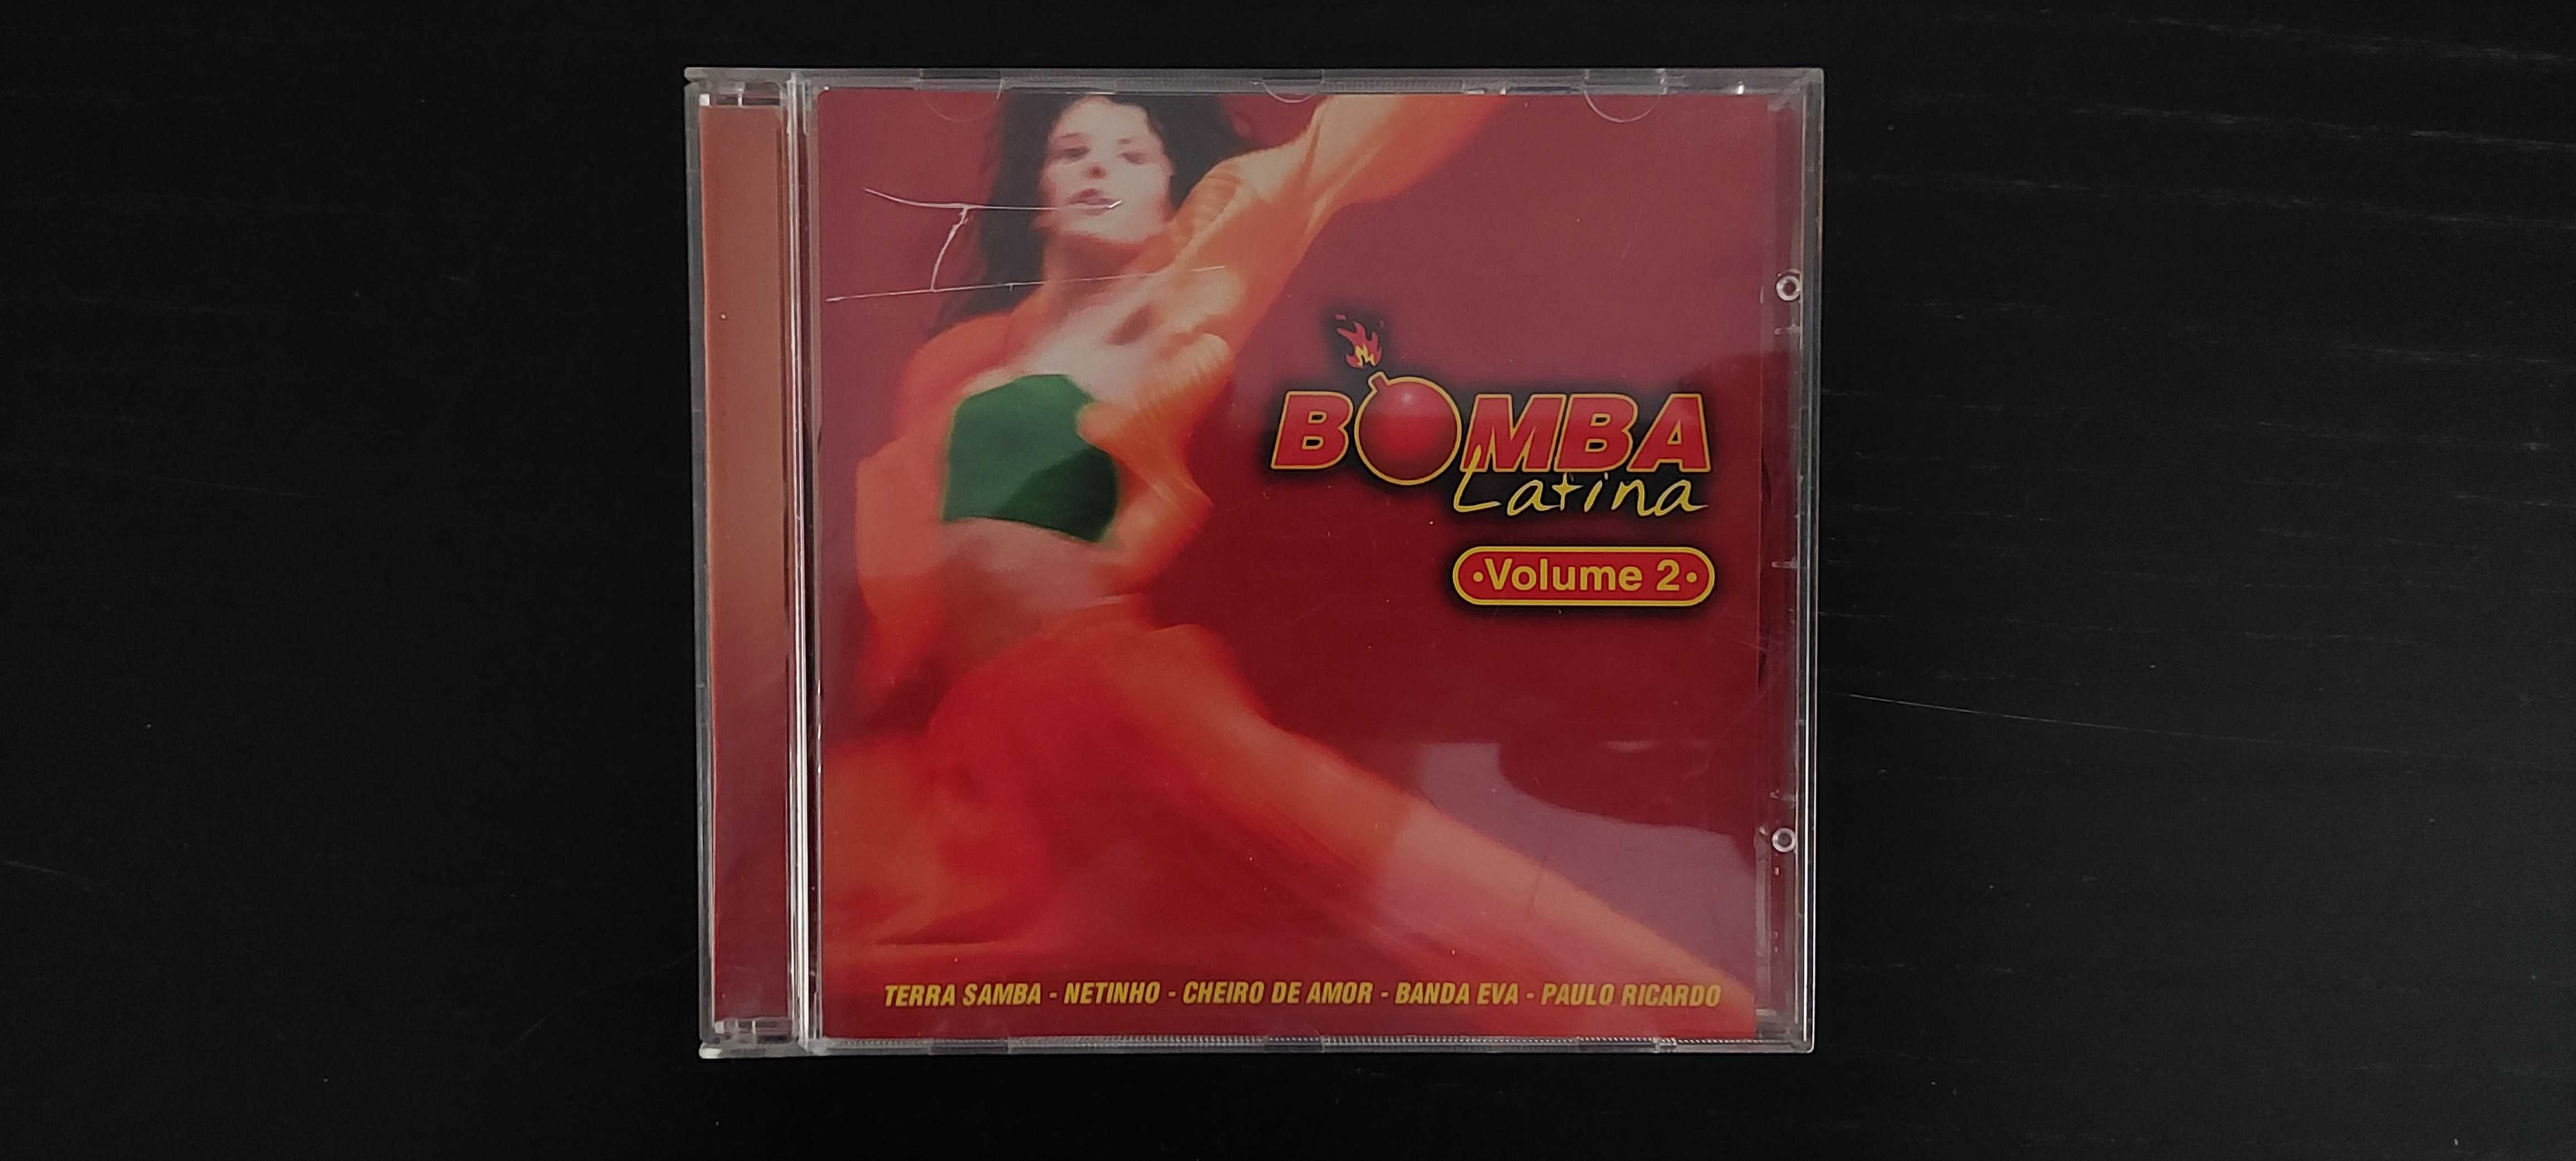 BOMBA
Latina
•Volume 2•
TERRA SAMBA - NETINHO - CHEIRO DE AMOR - BANDA EVA - PAULO RICARDO